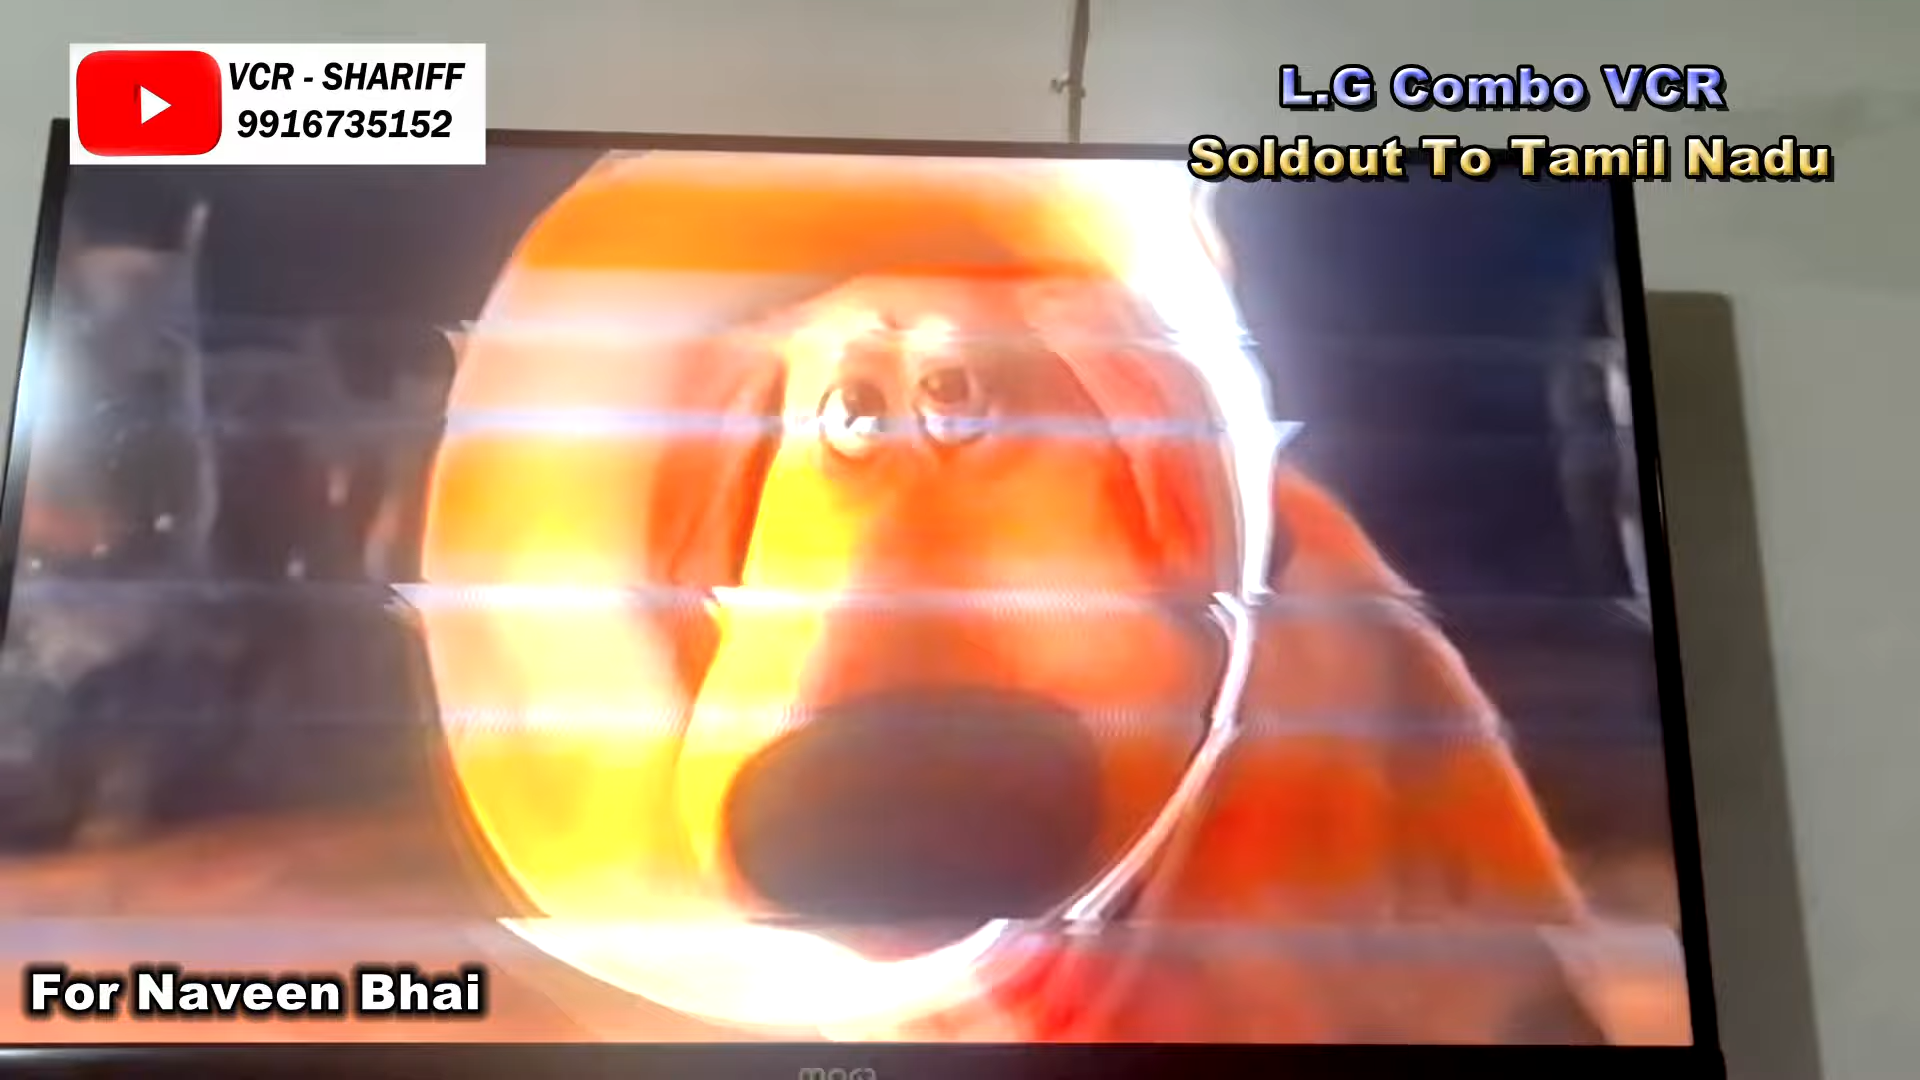 VCR - SHARIFF
9916735152
L.G Combo VCR
Soldout To Tamil Nadu
For Naveen Bhai